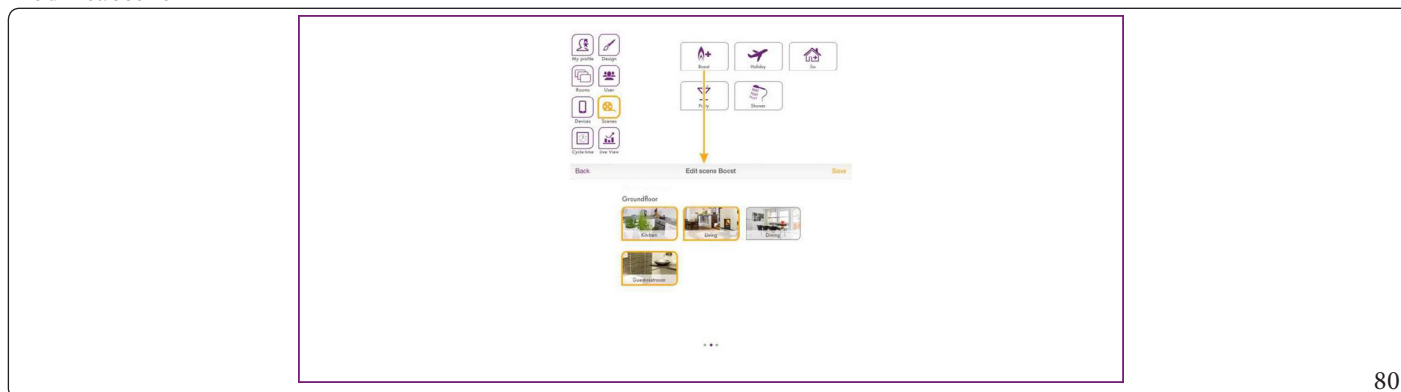 My profile Design
Boost Holiday Go
Rooms User
Devices Scenes
Party Shower
Cycle time Live View
Back Edit scene Boost Save
Groundfloor
Kitchen Living Dining
80